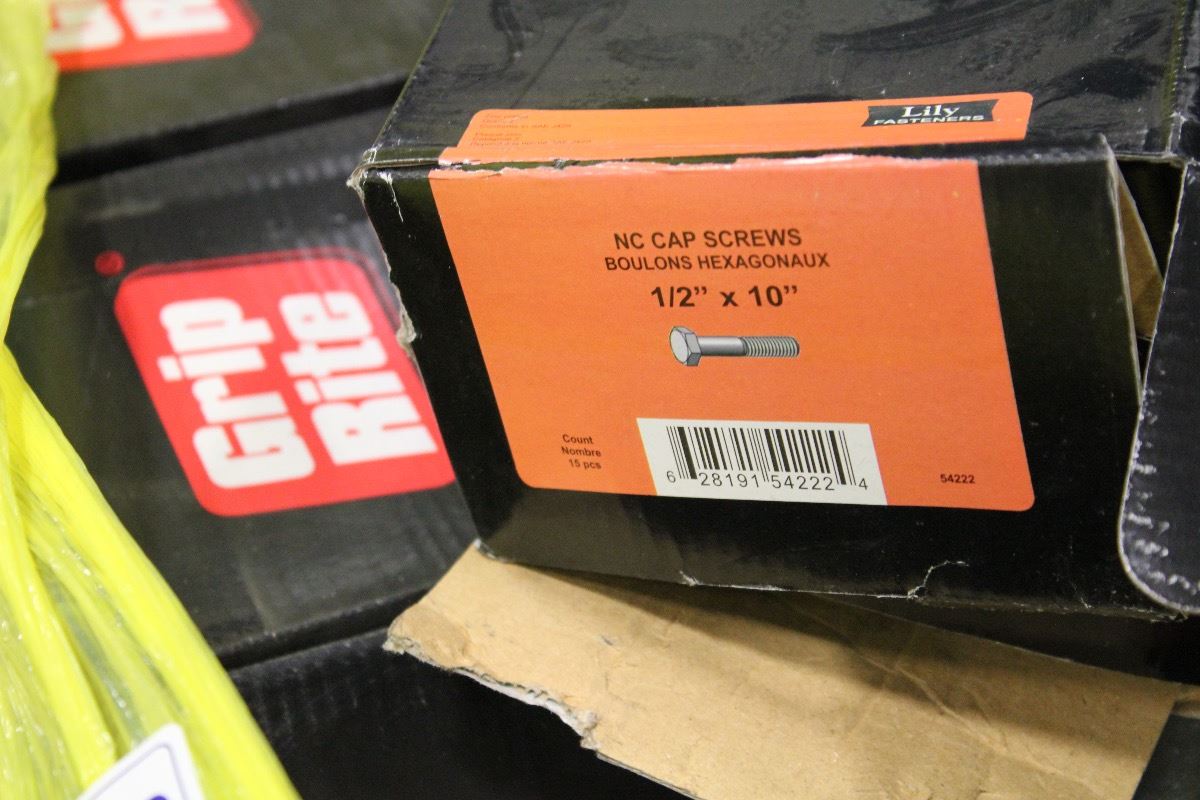 Grip
Rite
Lily
FASTENERS
NC CAP SCREWS
BOULONS HEXAGONAUX
1/2” x 10”
Count
Nombre
15 pcs
6 28191 54222 4
54222